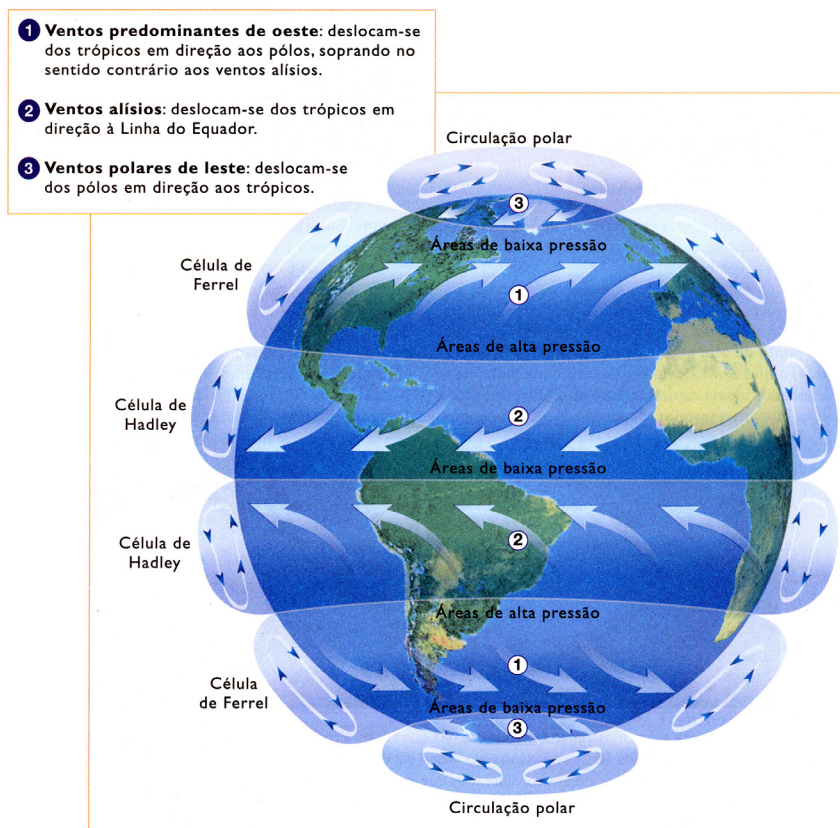 1 Ventos predominantes de oeste: deslocam-se
dos trópicos em direção aos pólos, soprando no
sentido contrário aos ventos alísios.
2 Ventos alísios: deslocam-se dos trópicos em
direção à Linha do Equador.
3 Ventos polares de leste: deslocam-se
dos pólos em direção aos trópicos.
Circulação polar
3
Áreas de baixa pressão
Célula de
Ferrel
1
Áreas de alta pressão
Célula de
Hadley
2
Áreas de baixa pressão
Célula de
Hadley
2
Áreas de alta pressão
1
Célula
de Ferrel
Áreas de baixa pressão
3
Circulação polar